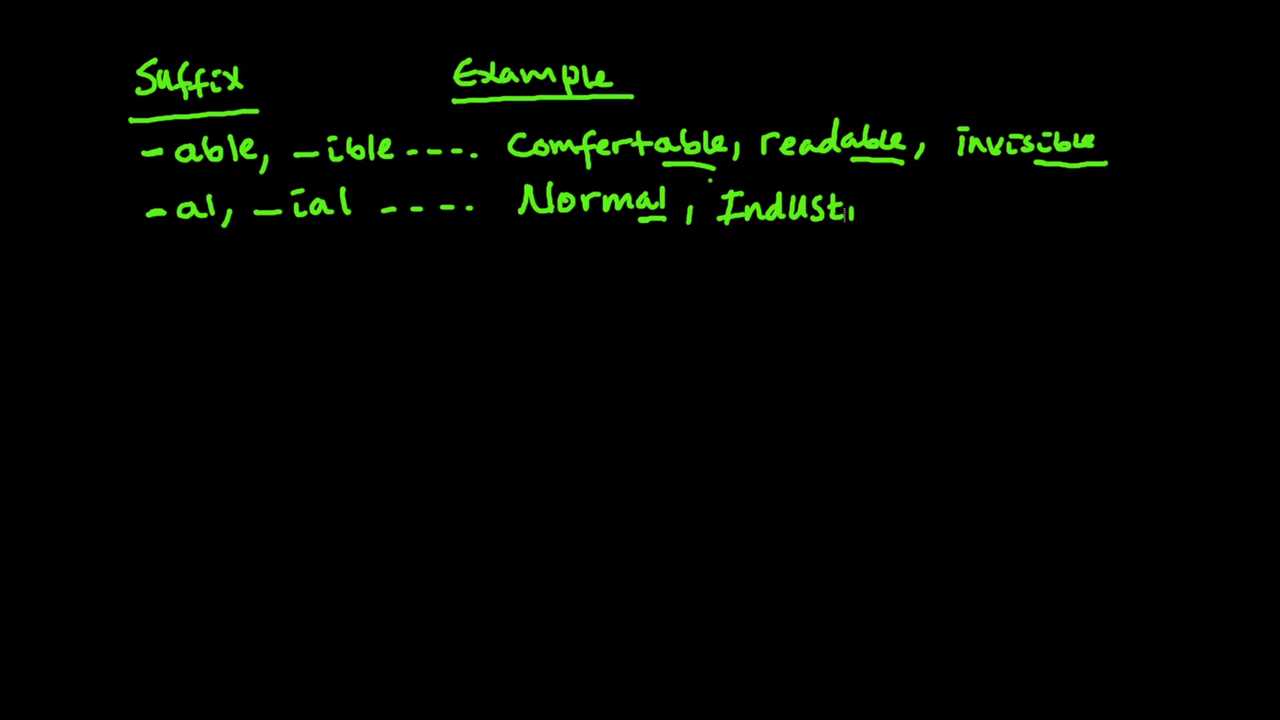 Suffix Example
-able, -ible ---- Comfertable, readable, invisible
-al, -ial ---- Normal, Indust